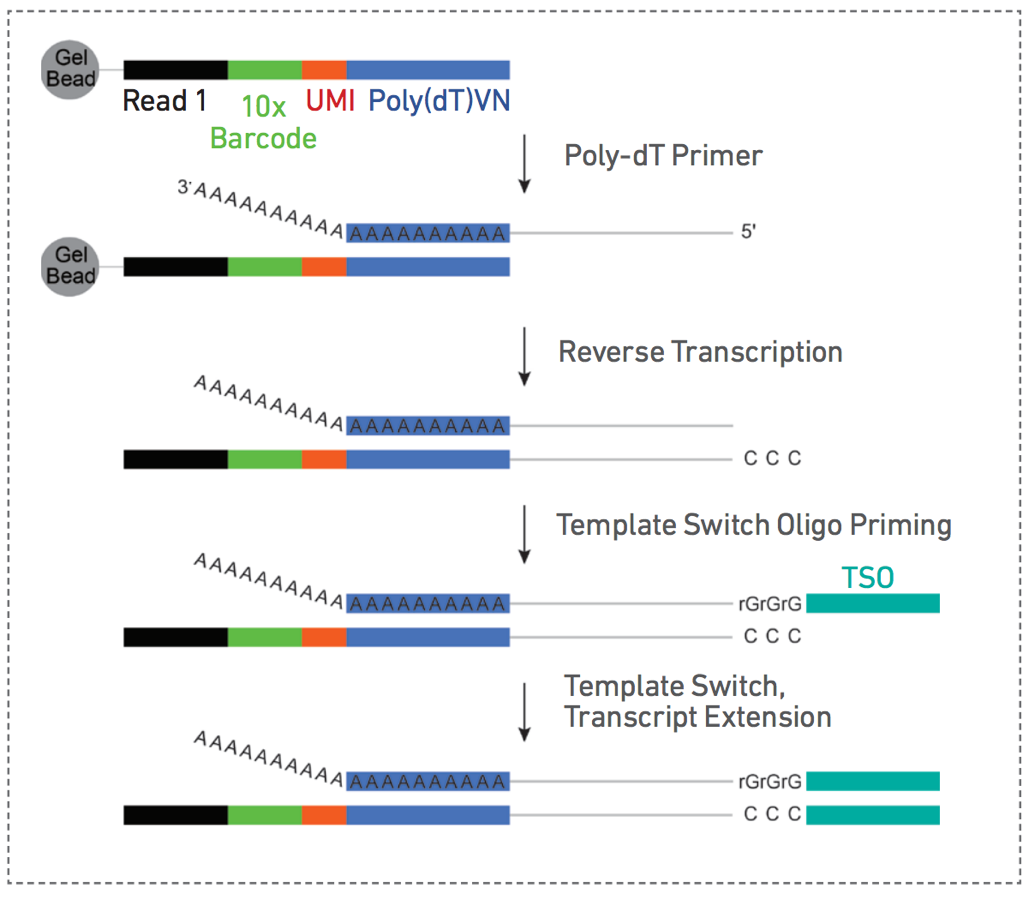 Gel
Bead
Read 1
10x
Barcode
UMI
Poly(dT)VN
Poly-dT Primer
3'AAAAAAAAAA
AAAAAAAAAA
5'
Gel
Bead
Reverse Transcription
AAAAAAAAAA
AAAAAAAAAA
C C C
Template Switch Oligo Priming
TSO
AAAAAAAAAA
AAAAAAAAAA
rGrGrG
C C C
Template Switch,
Transcript Extension
AAAAAAAAAA
AAAAAAAAAA
rGrGrG
C C C